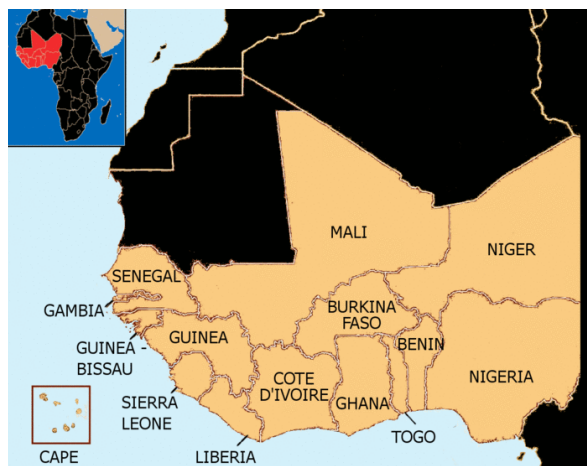 MALI
NIGER
SENEGAL
GAMBIA
BURKINA
FASO
GUINEA
BENIN
GUINEA
BISSAU
NIGERIA
COTE
D'IVOIRE
GHANA
SIERRA
LEONE
TOGO
LIBERIA
CAPE